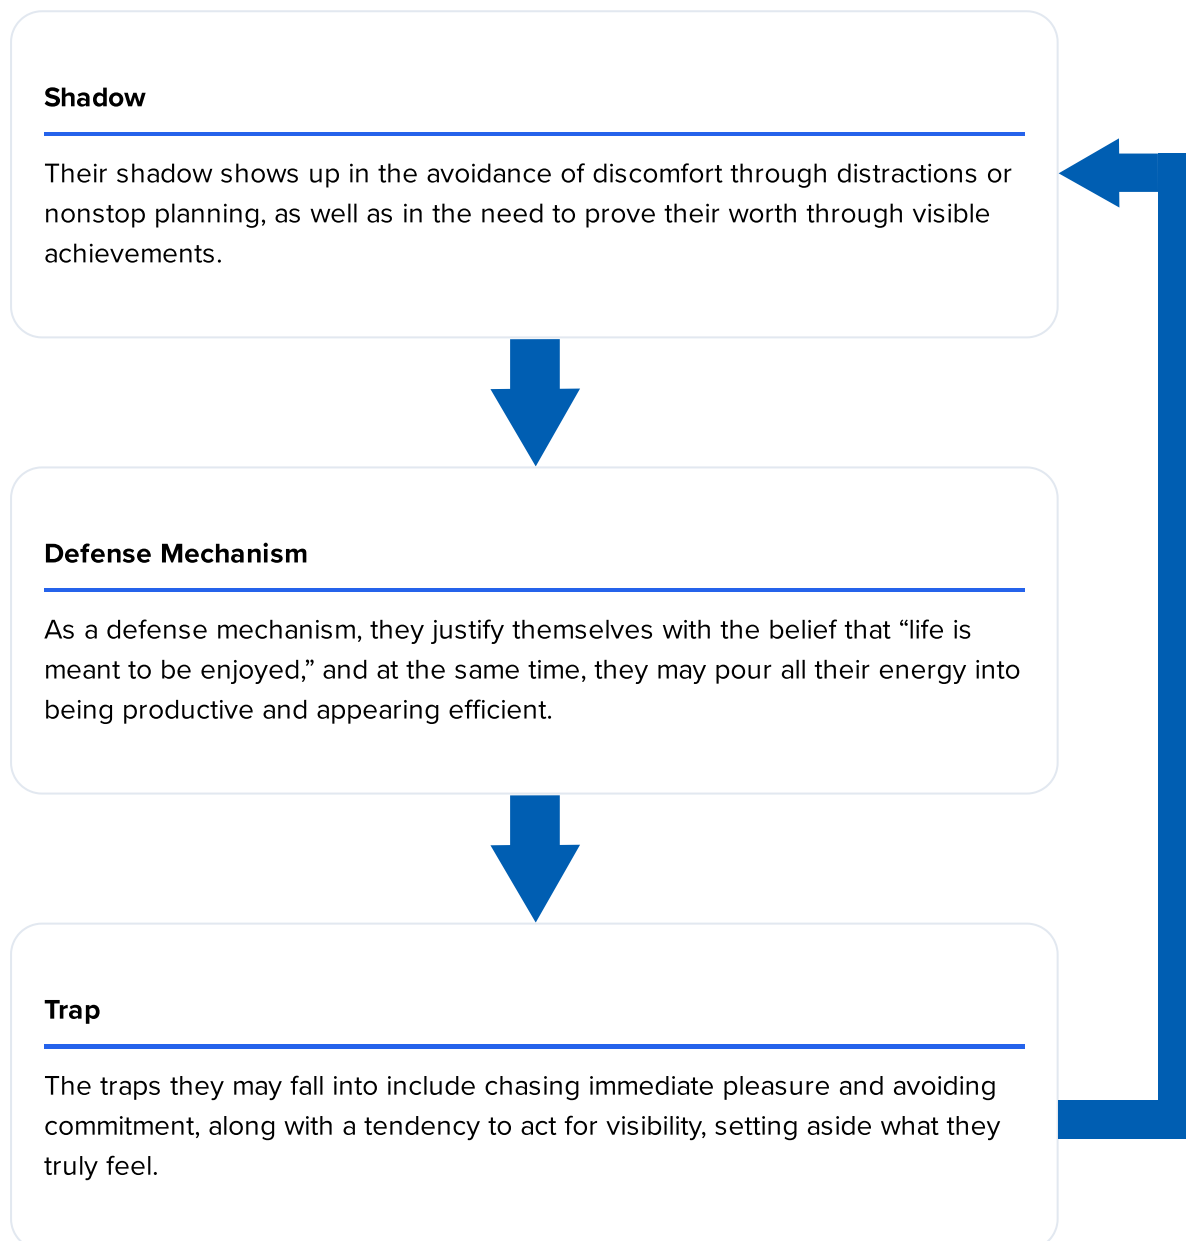 Shadow
Their shadow shows up in the avoidance of discomfort through distractions or
nonstop planning, as well as in the need to prove their worth through visible
achievements.
Defense Mechanism
As a defense mechanism, they justify themselves with the belief that “life is
meant to be enjoyed,” and at the same time, they may pour all their energy into
being productive and appearing efficient.
Trap
The traps they may fall into include chasing immediate pleasure and avoiding
commitment, along with a tendency to act for visibility, setting aside what they
truly feel.